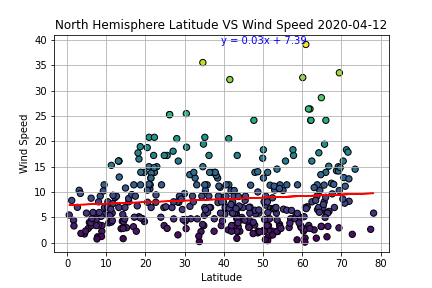 North Hemisphere Latitude VS Wind Speed 2020-04-12
y = 0.03x + 7.39
40
35
30
25
20
15
10
5
0
Wind Speed
0 10 20 30 40 50 60 70 80
Latitude